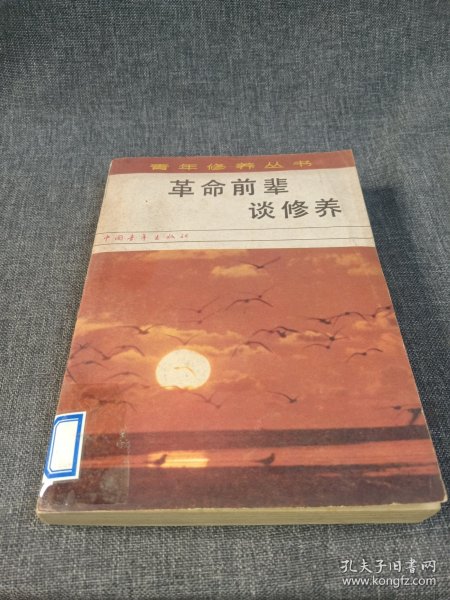 青年修养丛书
革命前辈
谈修养
中国青年出版社
孔夫子旧书网
www.kongfz.com